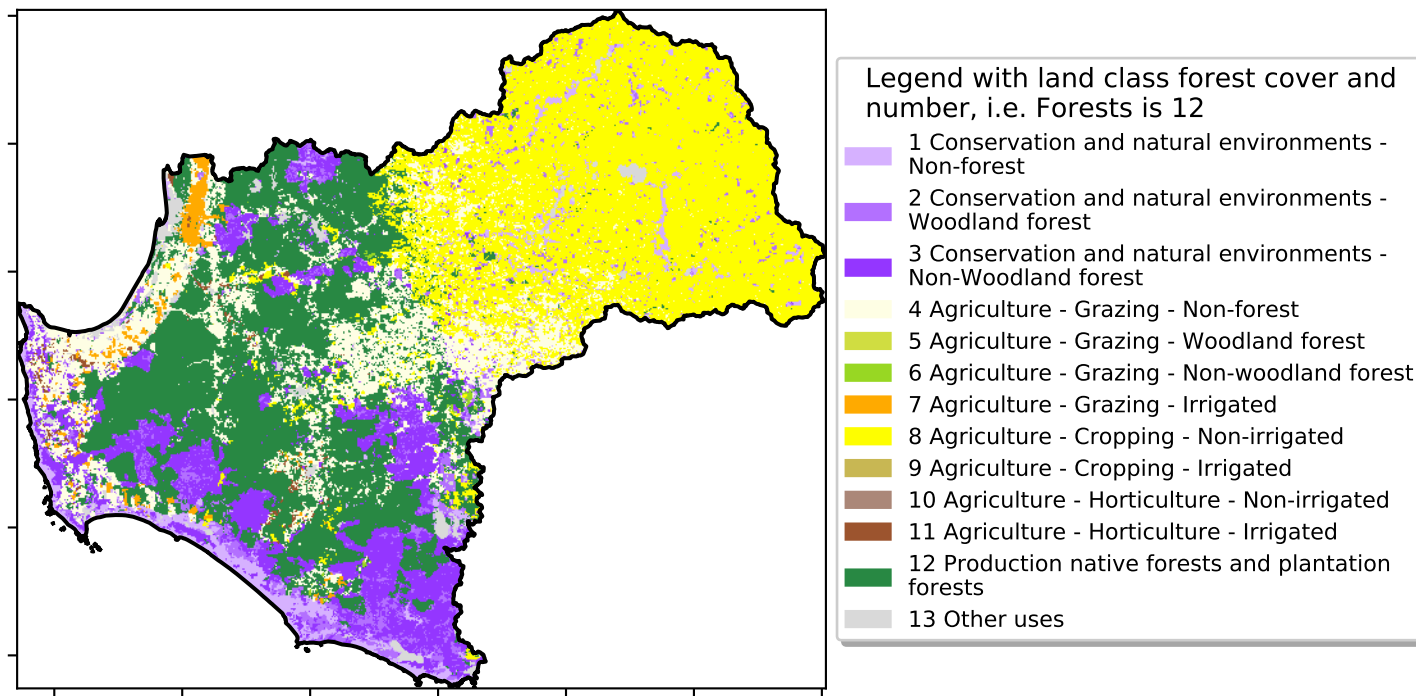 Legend with land class forest cover and
number, i.e. Forests is 12
1 Conservation and natural environments -
Non-forest
2 Conservation and natural environments -
Woodland forest
3 Conservation and natural environments -
Non-Woodland forest
4 Agriculture - Grazing - Non-forest
5 Agriculture - Grazing - Woodland forest
6 Agriculture - Grazing - Non-woodland forest
7 Agriculture - Grazing - Irrigated
8 Agriculture - Cropping - Non-irrigated
9 Agriculture - Cropping - Irrigated
10 Agriculture - Horticulture - Non-irrigated
11 Agriculture - Horticulture - Irrigated
12 Production native forests and plantation
forests
13 Other uses